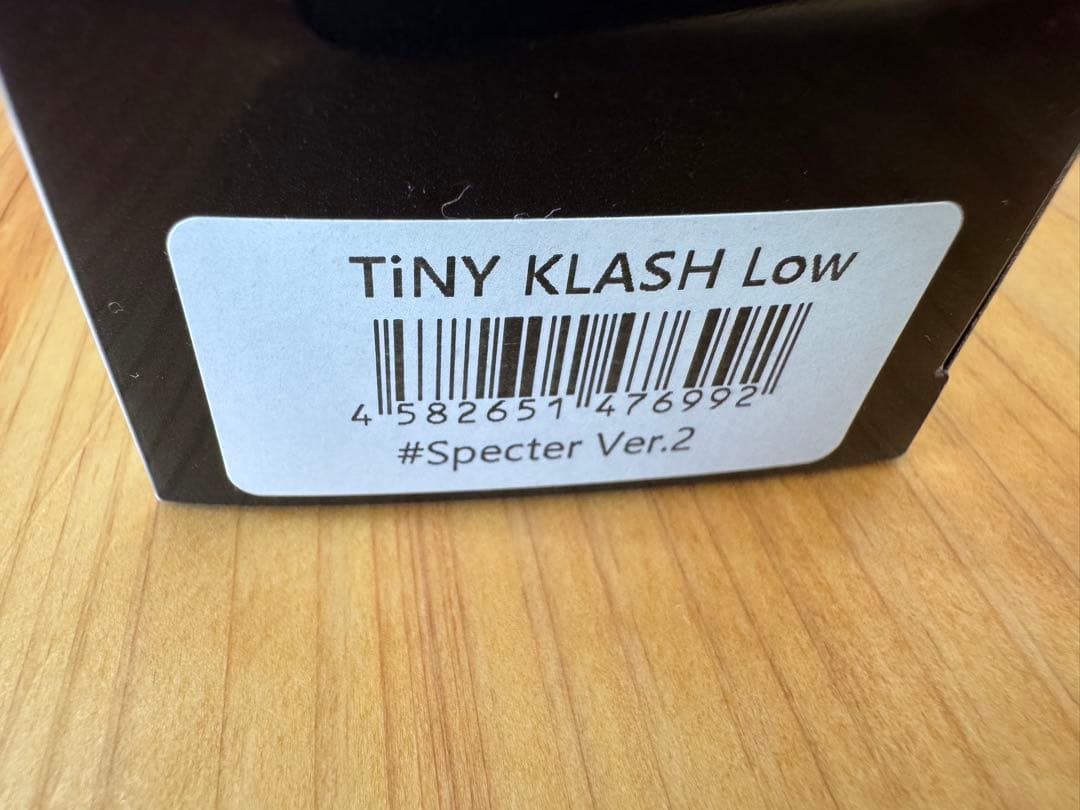 TiNY KLASH Low
4 582651 476992
#Specter Ver.2